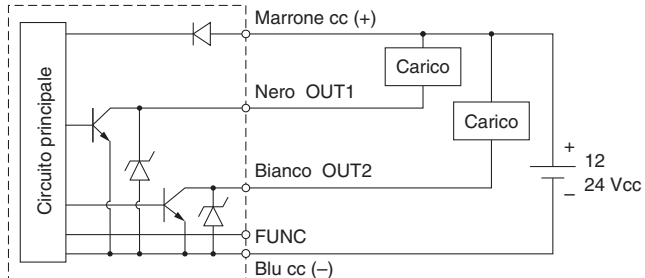 Marrone cc (+)
Circuito principale
Carico
Nero OUT1
Carico
+
12
Bianco OUT2
–
24 Vcc
FUNC
Blu cc (–)